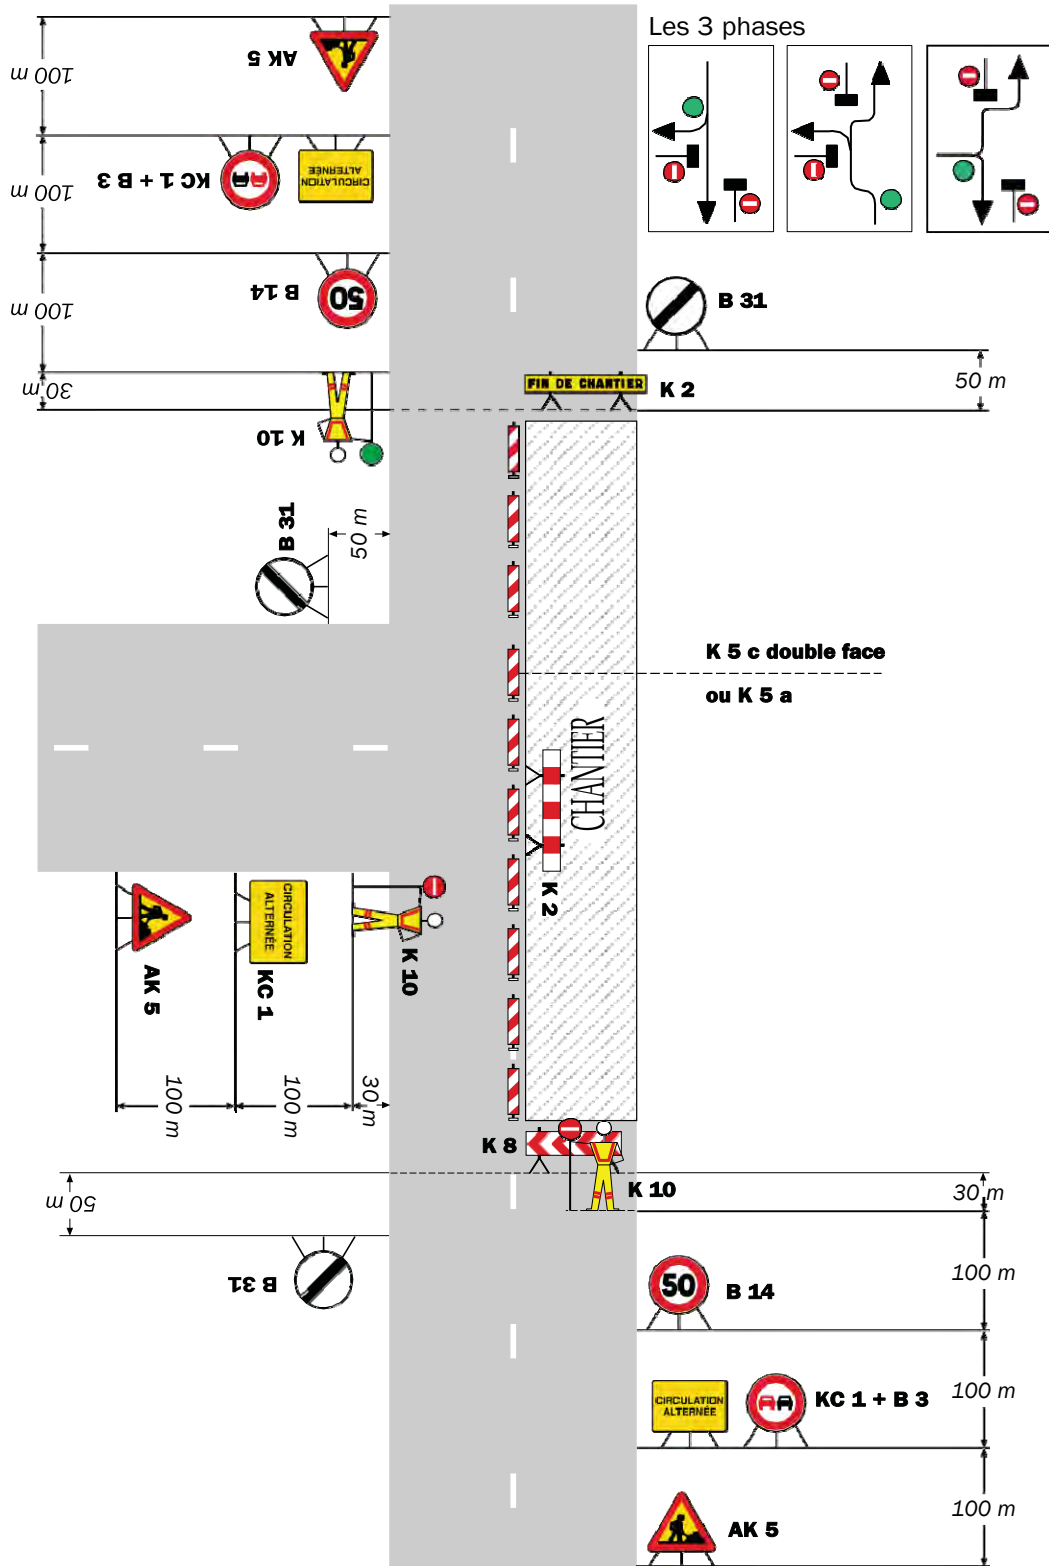 Les 3 phases
AK 5
100 m
KC 1 + B 3
CIRCULATION
ALTERNÉE
100 m
B 14
50
100 m
30 m
K 10
B 31
50 m
FIN DE CHANTIER
K 2
B 31
50 m
K 5 c double face
ou K 5 a
CHANTIER
K 2
AK 5
CIRCULATION
ALTERNÉE
KC 1
K 10
100 m
100 m
30 m
K 8
K 10
30 m
50 m
B 31
50
B 14
100 m
CIRCULATION
ALTERNÉE
KC 1 + B 3
100 m
AK 5
100 m